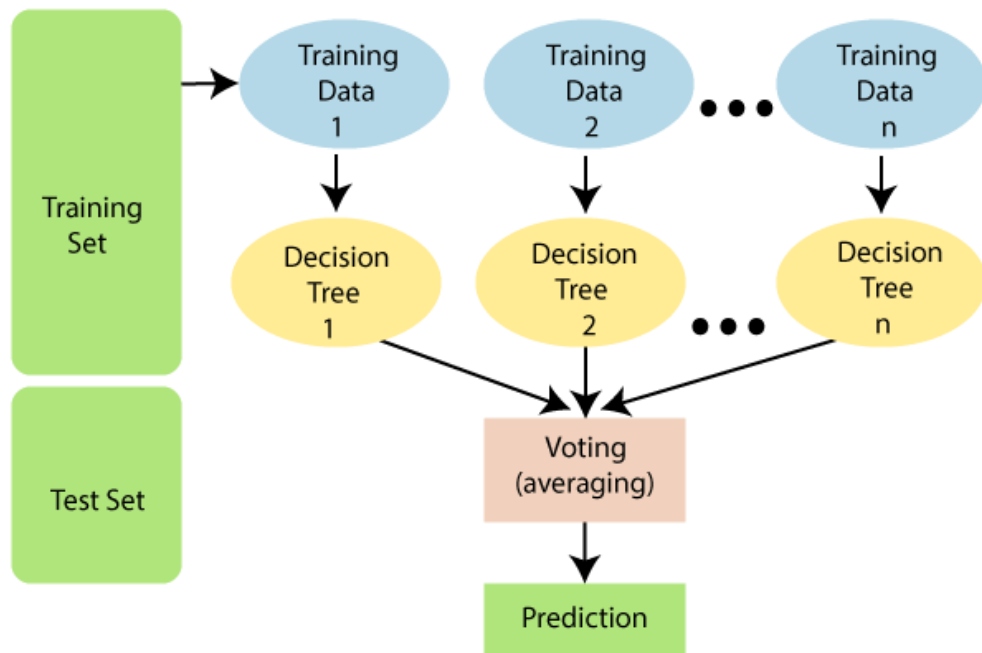 Training
Set
Training
Data
1
Training
Data
2
Training
Data
n
Decision
Tree
1
Decision
Tree
2
Decision
Tree
n
Test Set
Voting
(averaging)
Prediction